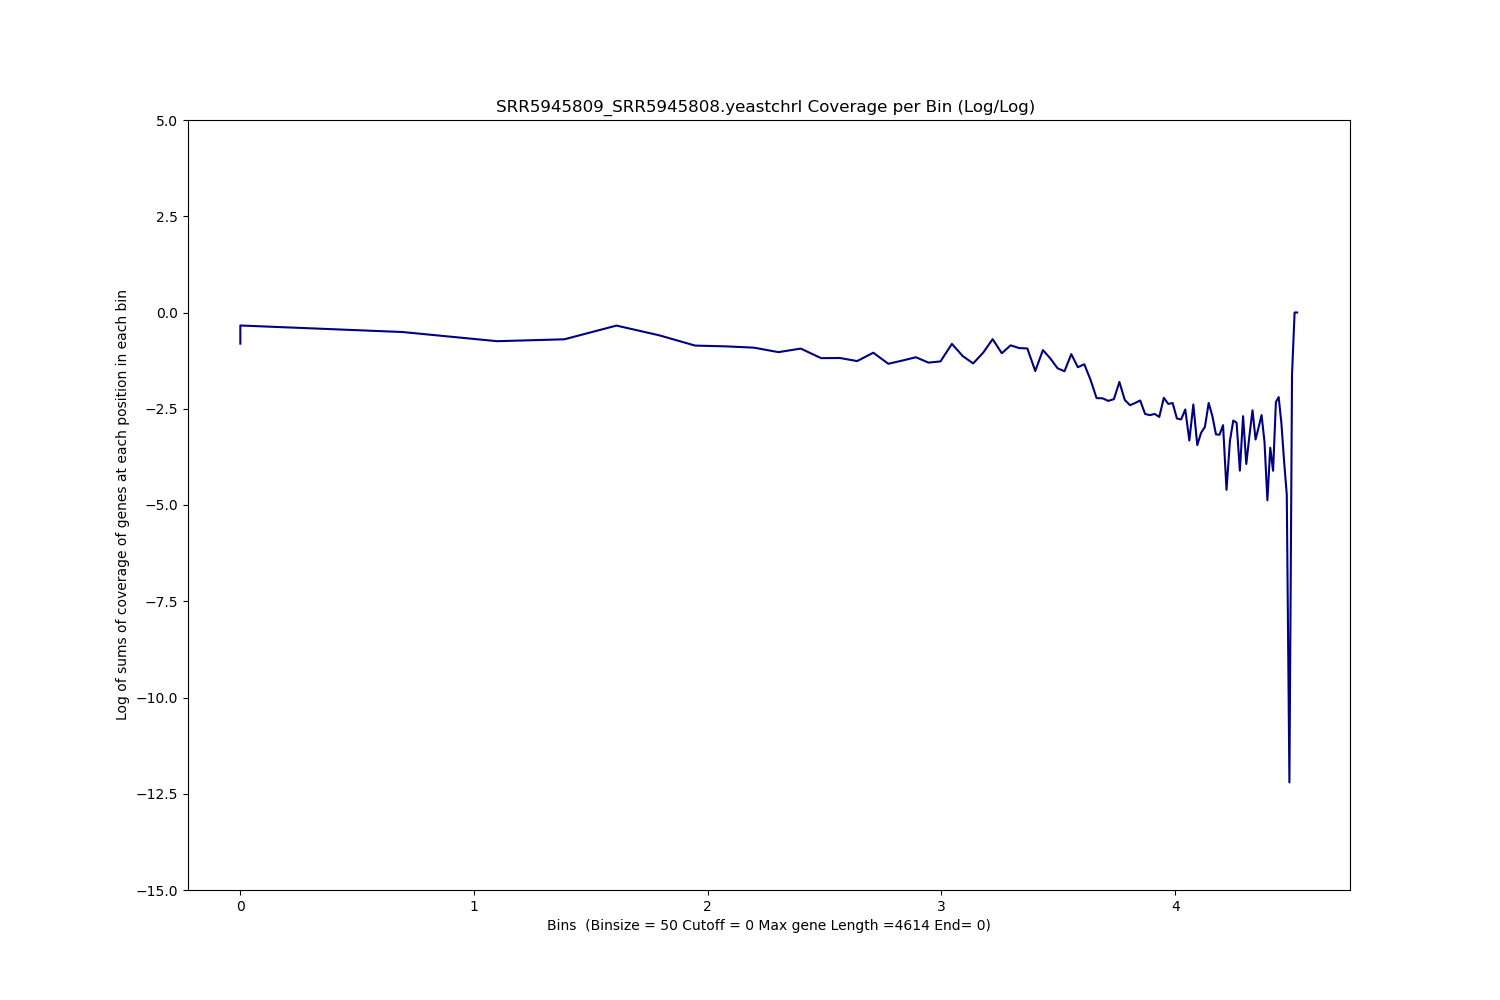 SRR5945809_SRR5945808.yeastchrI Coverage per Bin (Log/Log)
5.0
2.5
0.0
−2.5
−5.0
−7.5
−10.0
−12.5
−15.0
Log of sums of coverage of genes at each position in each bin
0 1 2 3 4
Bins  (Binsize = 50 Cutoff = 0 Max gene Length =4614 End= 0)